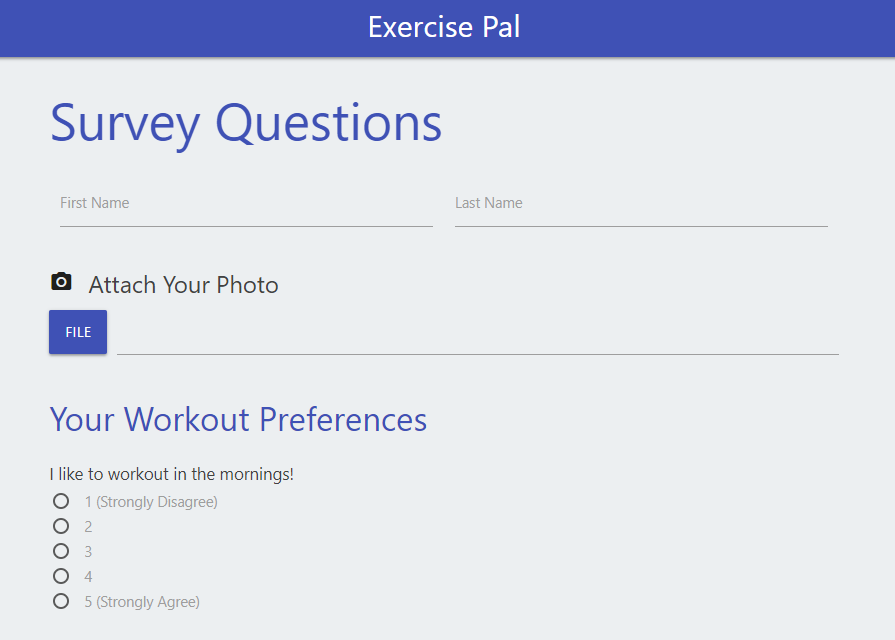 Exercise Pal
Survey Questions
First Name Last Name
Attach Your Photo
FILE
Your Workout Preferences
I like to workout in the mornings!
1 (Strongly Disagree)
2
3
4
5 (Strongly Agree)